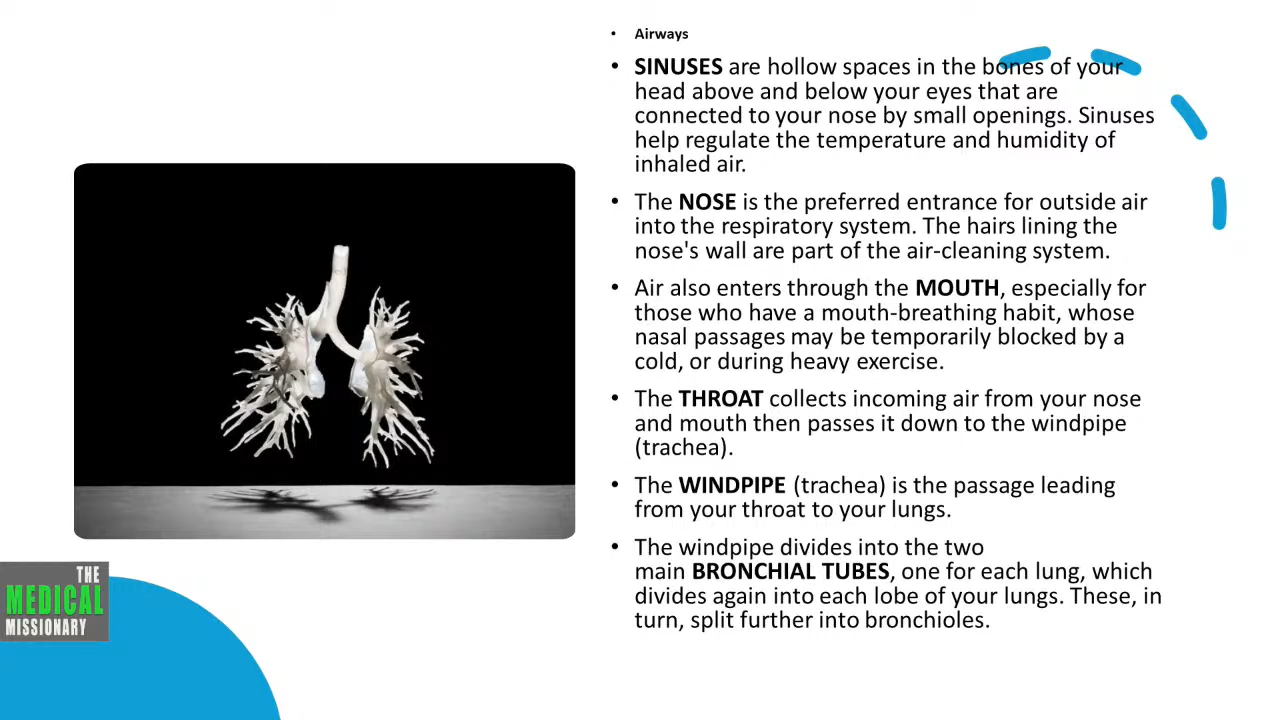 • Airways
• SINUSES are hollow spaces in the bones of your
head above and below your eyes that are
connected to your nose by small openings. Sinuses
help regulate the temperature and humidity of
inhaled air.
• The NOSE is the preferred entrance for outside air
into the respiratory system. The hairs lining the
nose's wall are part of the air-cleaning system.
• Air also enters through the MOUTH, especially for
those who have a mouth-breathing habit, whose
nasal passages may be temporarily blocked by a
cold, or during heavy exercise.
• The THROAT collects incoming air from your nose
and mouth then passes it down to the windpipe
(trachea).
• The WINDPIPE (trachea) is the passage leading
from your throat to your lungs.
• The windpipe divides into the two
main BRONCHIAL TUBES, one for each lung, which
divides again into each lobe of your lungs. These, in
turn, split further into bronchioles.
THE
MEDICAL
MISSIONARY